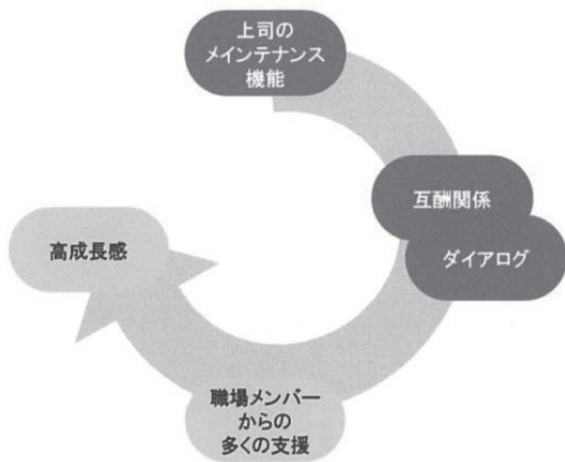 上司の
メインテナンス
機能
互酬関係
ダイアログ
高成長感
職場メンバー
からの
多くの支援